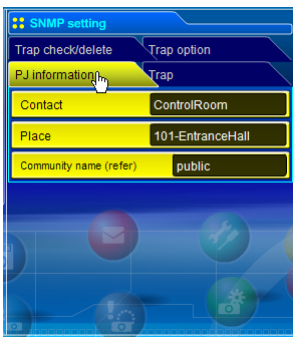 SNMP setting
Trap check/delete Trap option
PJ information Trap
Contact ControlRoom
Place 101-EntranceHall
Community name (refer) public